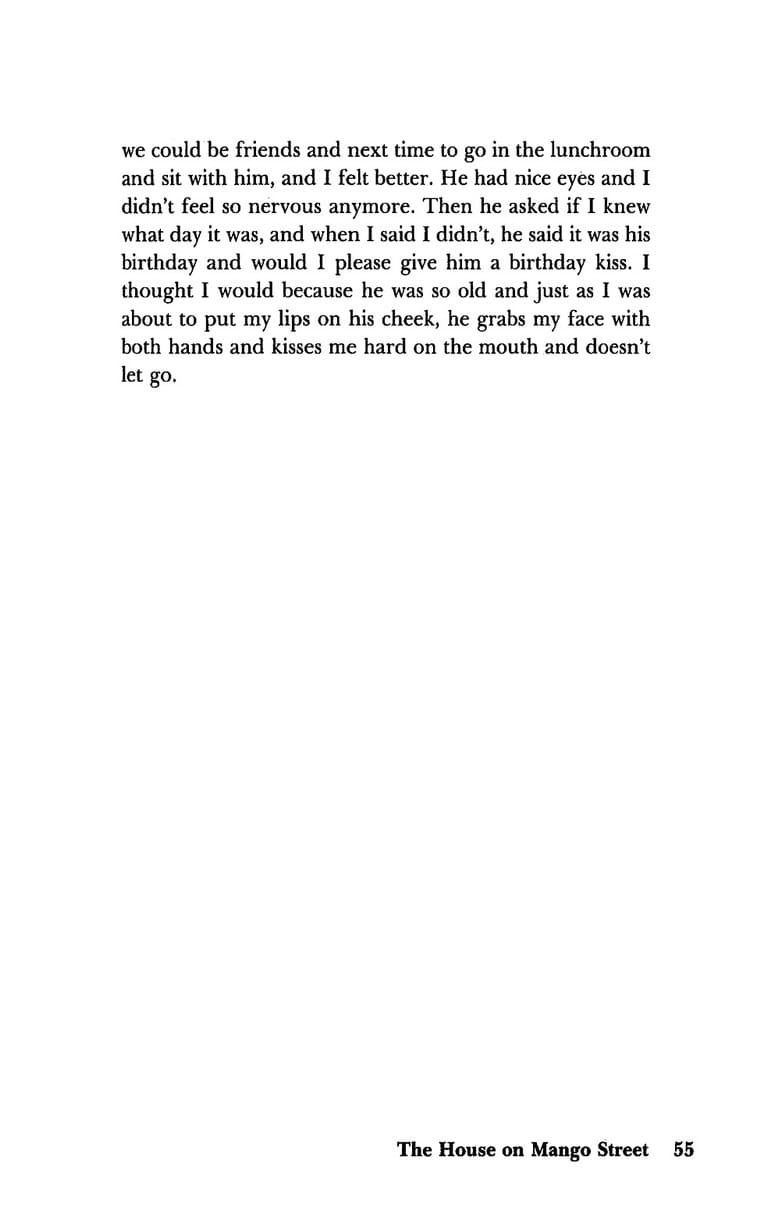 we could be friends and next time to go in the lunchroom
and sit with him, and I felt better. He had nice eyes and I
didn't feel so nervous anymore. Then he asked if I knew
what day it was, and when I said I didn't, he said it was his
birthday and would I please give him a birthday kiss. I
thought I would because he was so old and just as I was
about to put my lips on his cheek, he grabs my face with
both hands and kisses me hard on the mouth and doesn't
let go.
The House on Mango Street 55